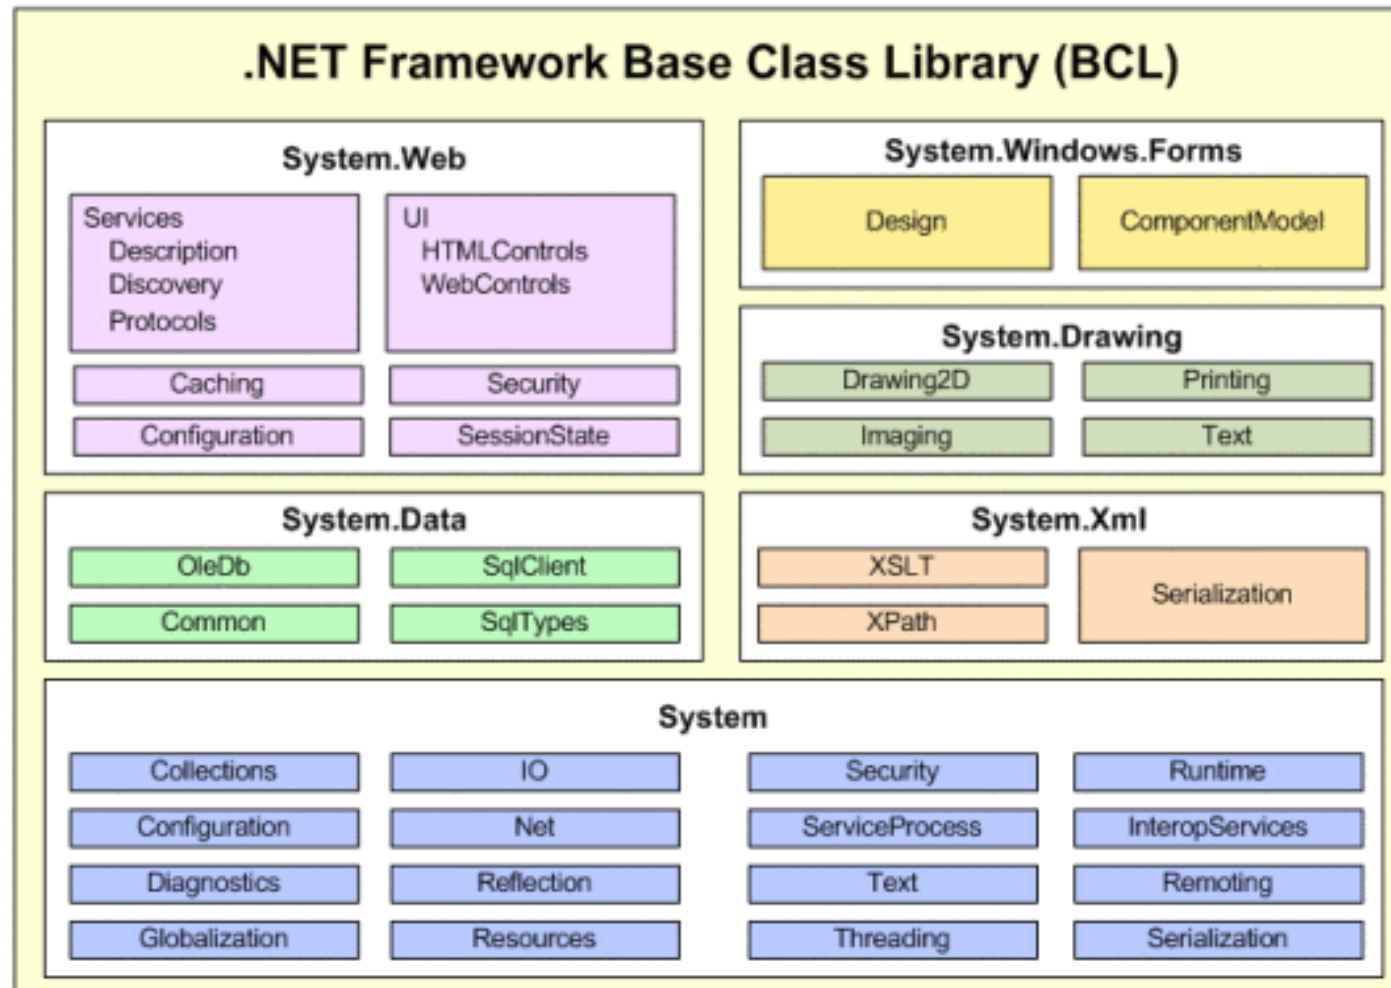 .NET Framework Base Class Library (BCL)
System.Web
Services
Description
Discovery
Protocols
UI
HTMLControls
WebControls
Caching
Security
Configuration
SessionState
System.Windows.Forms
Design
ComponentModel
System.Drawing
Drawing2D
Printing
Imaging
Text
System.Data
OleDb
SqlClient
Common
SqlTypes
System.Xml
XSLT
XPath
Serialization
System
Collections
IO
Security
Runtime
Configuration
Net
ServiceProcess
InteropServices
Diagnostics
Reflection
Text
Remoting
Globalization
Resources
Threading
Serialization